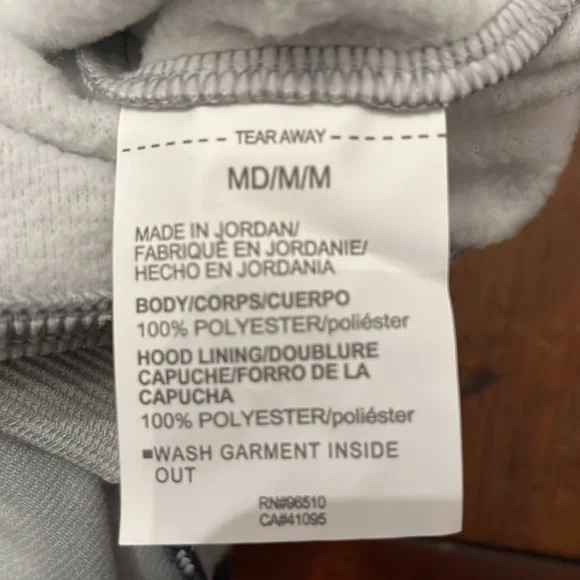 TEAR AWAY
MD/M/M
MADE IN JORDAN/
FABRIQUÉ EN JORDANIE/
HECHO EN JORDANIA
BODY/CORPS/CUERPO
100% POLYESTER/poliéster
HOOD LINING/DOUBLURE
CAPUCHE/FORRO DE LA
CAPUCHA
100% POLYESTER/poliéster
■WASH GARMENT INSIDE
OUT
RN#96510
CA#41095